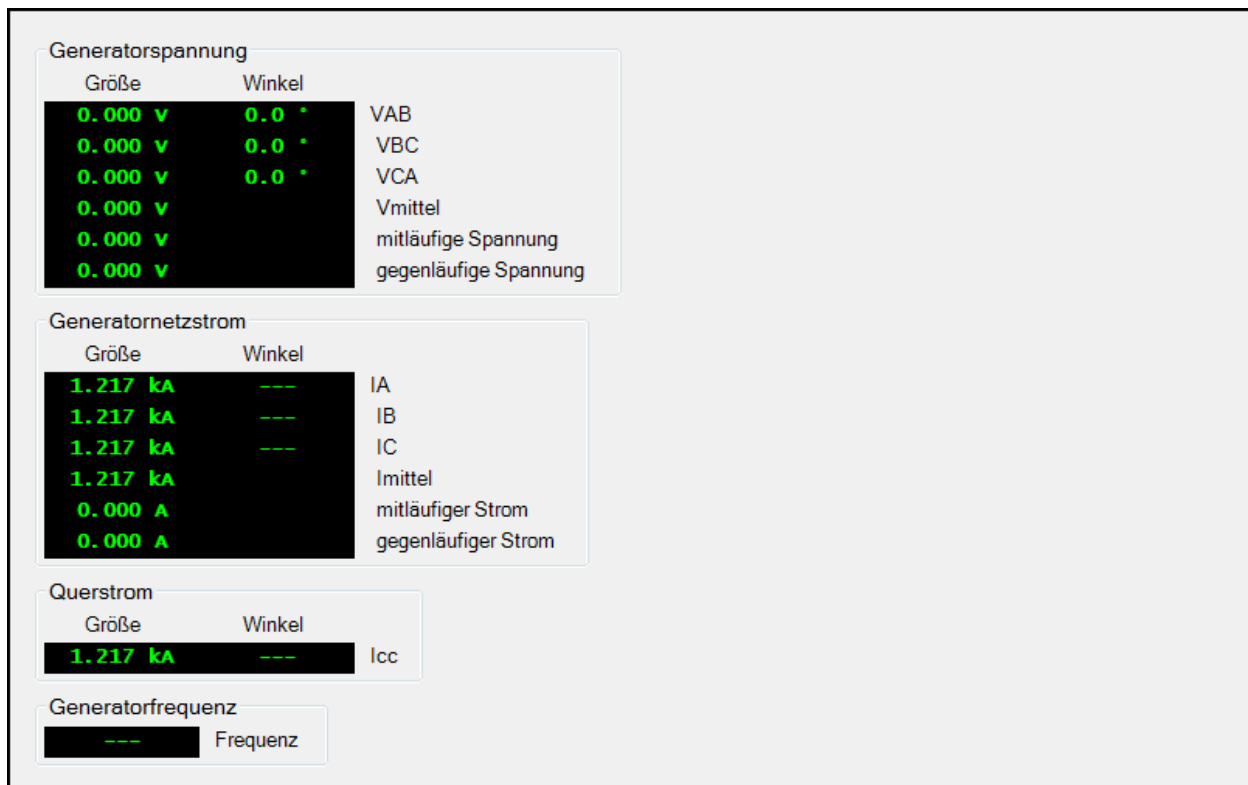 Generatorspannung
Größe Winkel
0.000 V 0.0 ° VAB
0.000 V 0.0 ° VBC
0.000 V 0.0 ° VCA
0.000 V Vmittel
0.000 V mitläufige Spannung
0.000 V gegenläufige Spannung
Generatornetzstrom
Größe Winkel
1.217 kA --- IA
1.217 kA --- IB
1.217 kA --- IC
1.217 kA Imittel
0.000 A mitläufiger Strom
0.000 A gegenläufiger Strom
Querstrom
Größe Winkel
1.217 kA --- Icc
Generatorfrequenz
--- Frequenz